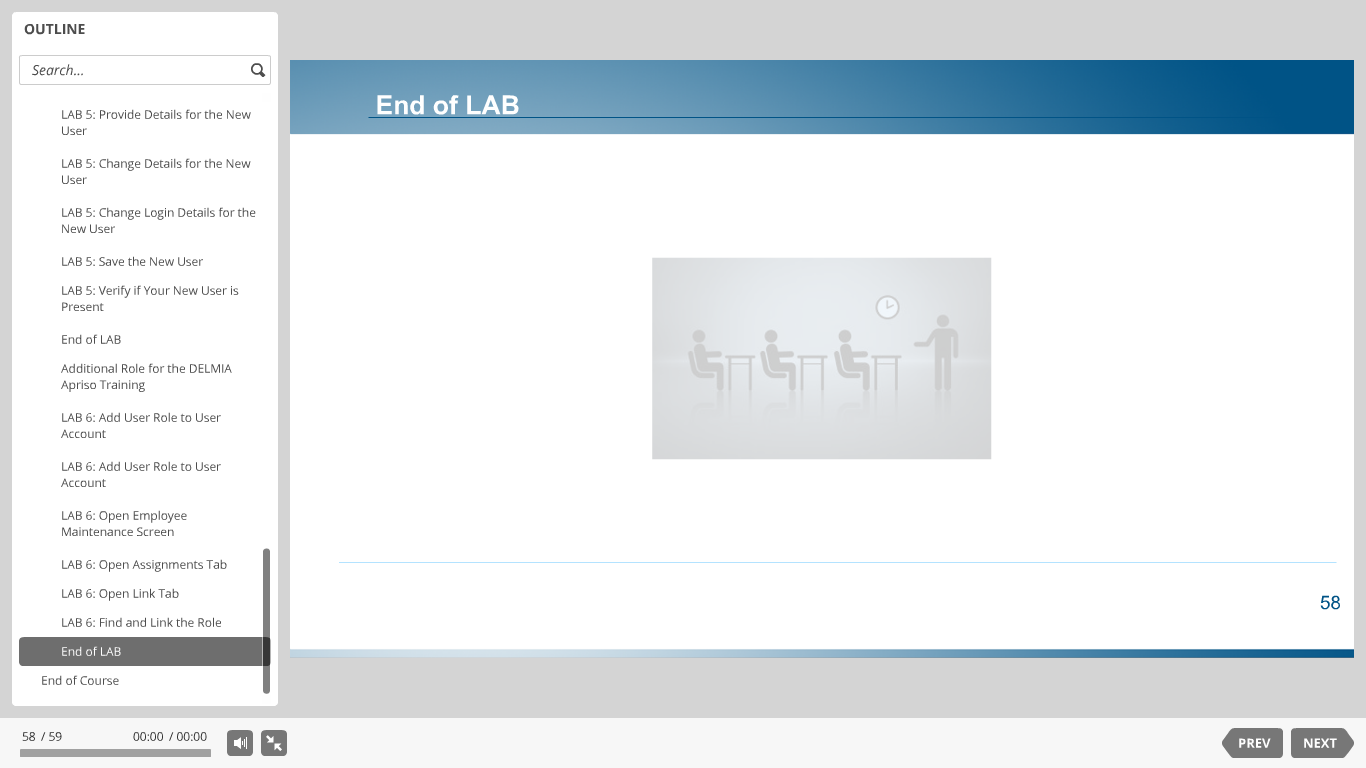 OUTLINE
Search...
LAB 5: Provide Details for the New
User
LAB 5: Change Details for the New
User
LAB 5: Change Login Details for the
New User
LAB 5: Save the New User
LAB 5: Verify if Your New User is
Present
End of LAB
Additional Role for the DELMIA
Apriso Training
LAB 6: Add User Role to User
Account
LAB 6: Add User Role to User
Account
LAB 6: Open Employee
Maintenance Screen
LAB 6: Open Assignments Tab
LAB 6: Open Link Tab
LAB 6: Find and Link the Role
End of LAB
End of Course
End of LAB
58
58 / 59
00:00 / 00:00
PREV
NEXT